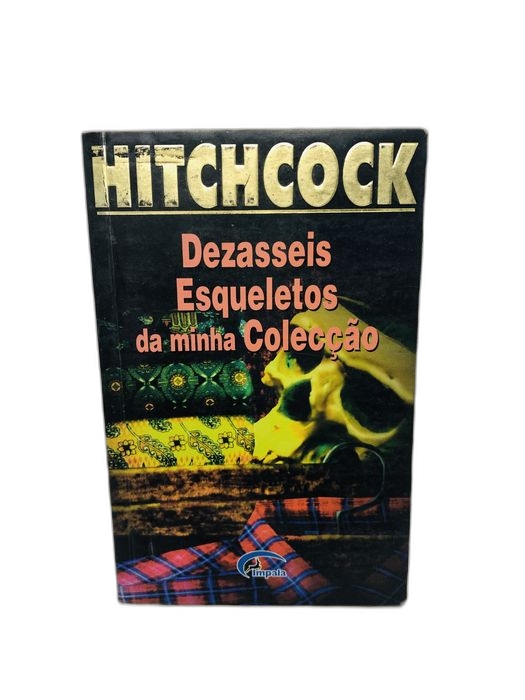 HITCHCOCK
Dezasseis
Esqueletos
da minha Colecção
Impala